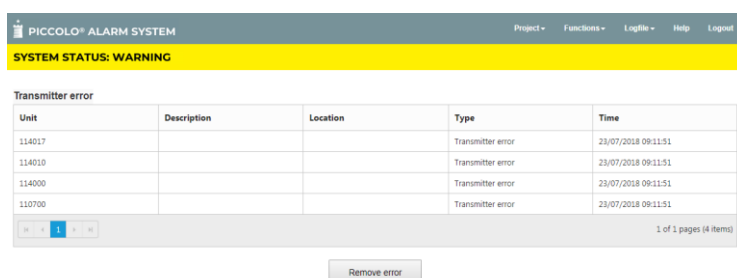 PICCOLO® ALARM SYSTEM Project Functions Logfile Help Logout
SYSTEM STATUS: WARNING
Transmitter error
Unit Description Location Type Time
114017 Transmitter error 23/07/2018 09:11:51
114010 Transmitter error 23/07/2018 09:11:51
114000 Transmitter error 23/07/2018 09:11:51
110700 Transmitter error 23/07/2018 09:11:51
1 1 of 1 pages (4 items)
Remove error